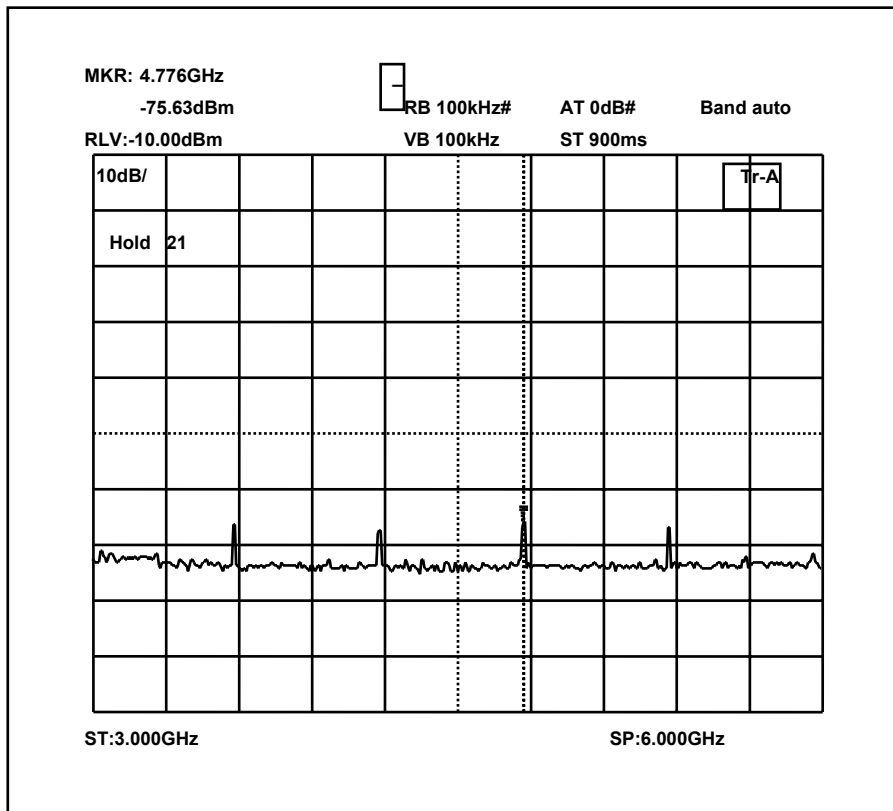 MKR: 4.776GHz
-75.63dBm
RB 100kHz# AT 0dB# Band auto
RLV:-10.00dBm VB 100kHz ST 900ms
10dB/ Tr-A
Hold 21
ST:3.000GHz SP:6.000GHz